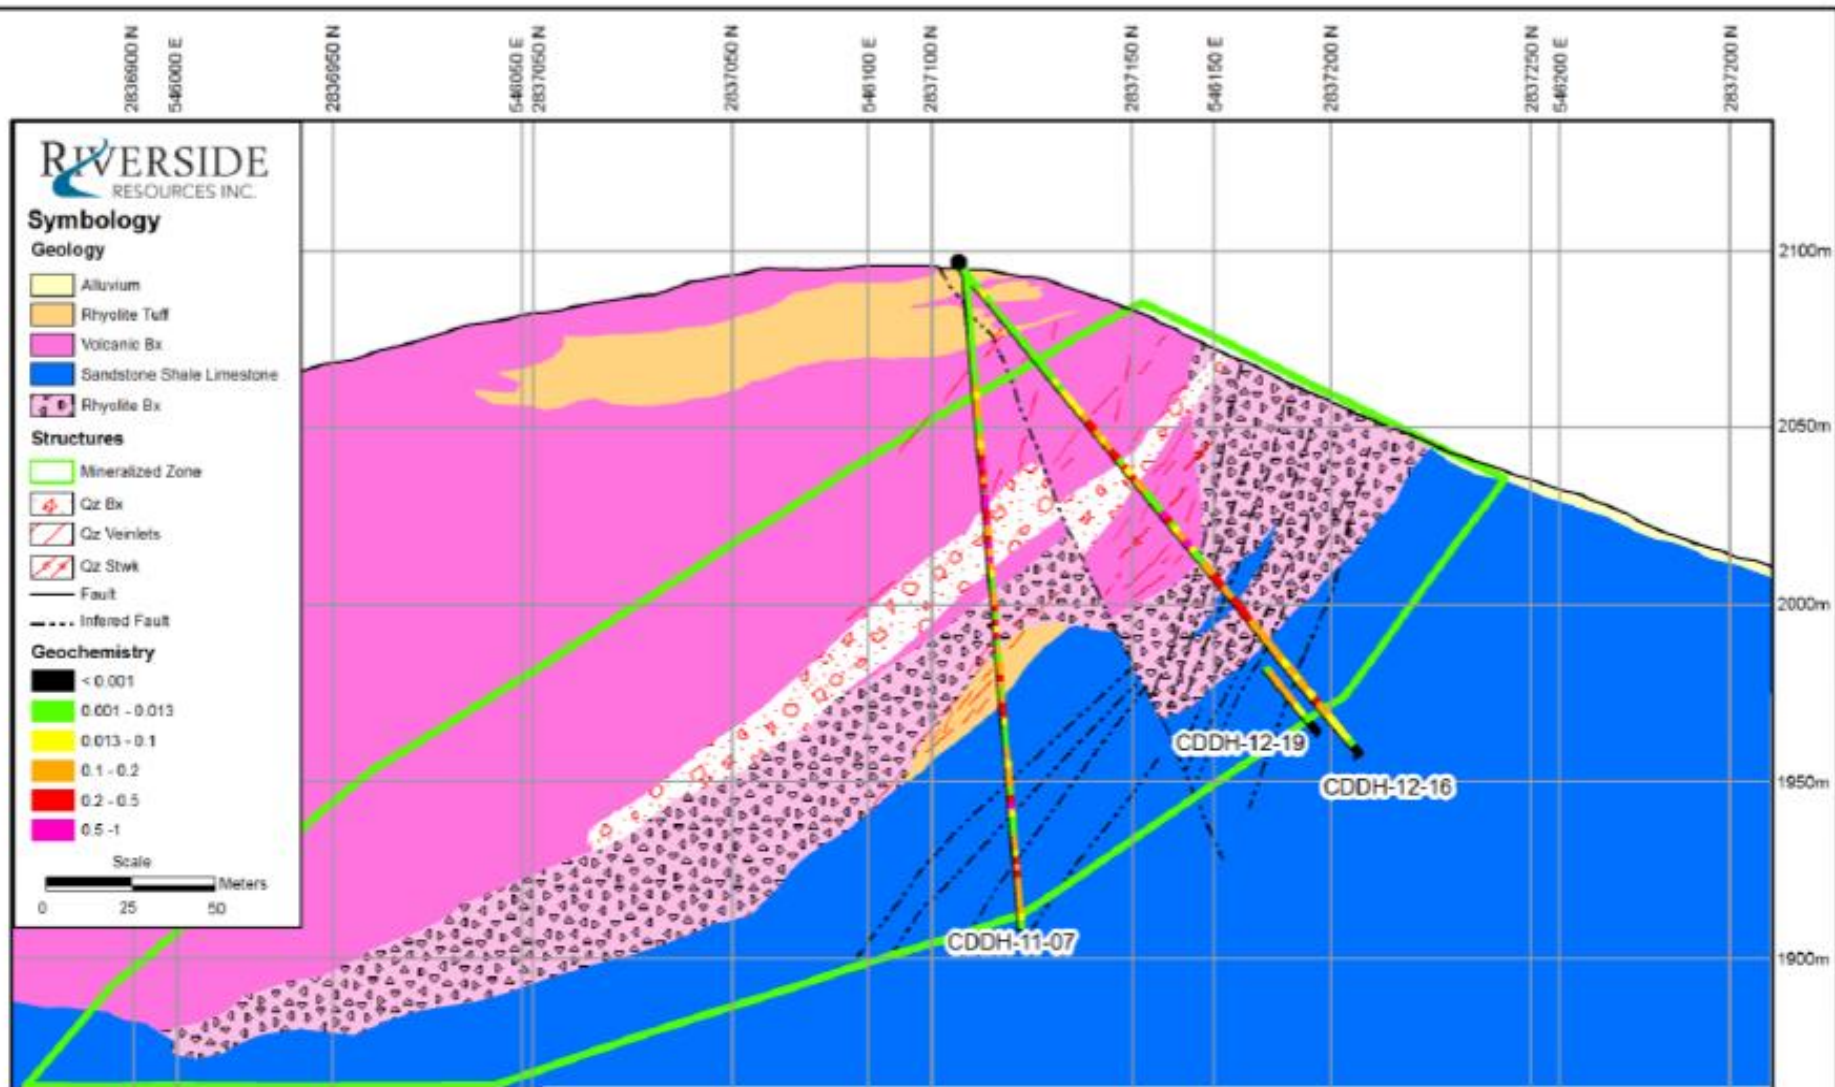 2836900 N
546000 E
2836950 N
546050 E
2837050 N
2837050 N
546100 E
2837100 N
2837150 N
546150 E
2837200 N
2837250 N
546200 E
2837200 N
RIVERSIDE
RESOURCES INC.
Symbology
Geology
Alluvium
Rhyolite Tuff
Volcanic Bx
Sandstone Shale Limestone
Rhyolite Bx
Structures
Mineralized Zone
Qz Bx
Qz Veinlets
Qz Stwk
Fault
Infered Fault
Geochemistry
< 0.001
0.001 - 0.013
0.013 - 0.1
0.1 - 0.2
0.2 - 0.5
0.5 -1
Scale
Meters
0 25 50
2100m
2050m
2000m
1950m
1900m
CDDH-12-19
CDDH-12-16
CDDH-11-07